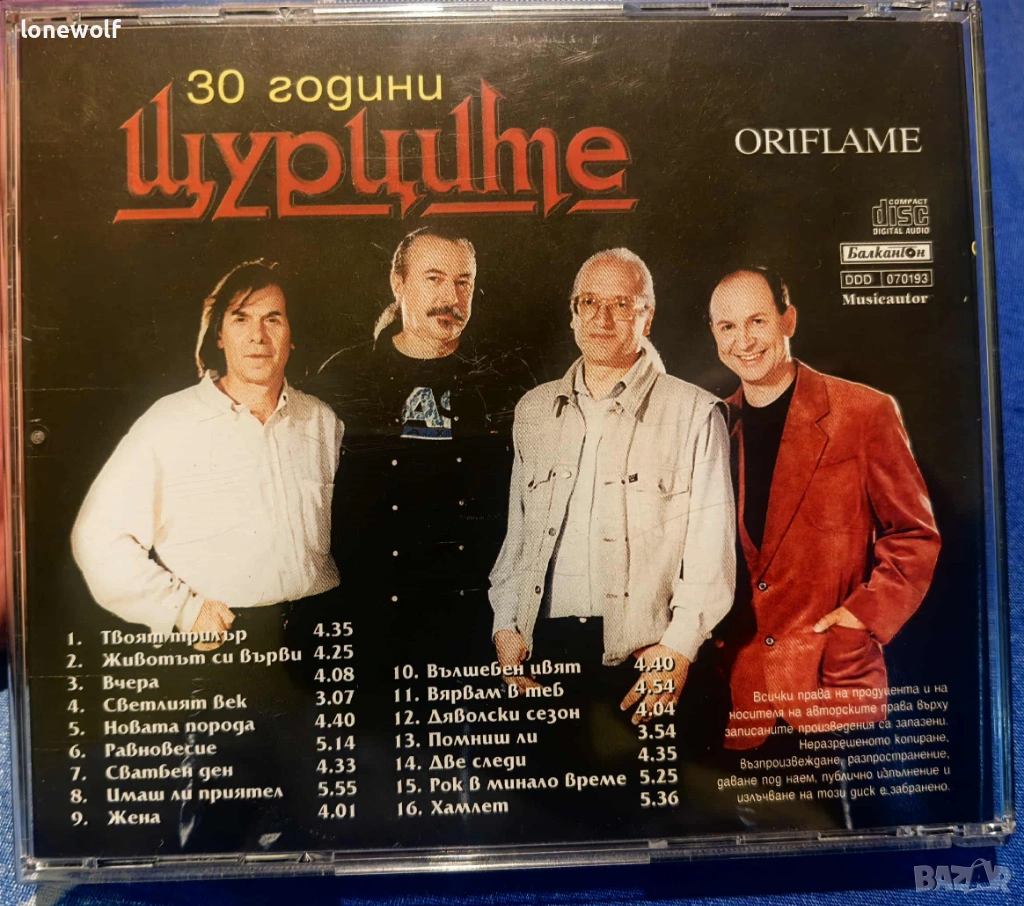 lonewolf
30 години
Щурците
ORIFLAME
COMPACT
disc
DIGITAL AUDIO
Балкантон
DDD 070193
Musicautor
1. Твоят трилър 4.35
2. Животът си върви 4.25
3. Вчера 4.08
4. Светлият век 3.07
5. Новата порода 4.40
6. Равновесие 5.14
7. Сватбен ден 4.33
8. Имаш ли приятел 5.55
9. Жена 4.01
10. Вълшебен цвят 4.40
11. Вярвам в теб 4.54
12. Дяволски сезон 4.04
13. Помниш ли 3.54
14. Две следи 4.35
15. Рок в минало време 5.25
16. Хамлет 5.36
Всички права на продуцента и на
носителя на авторските права върху
записаните произведения са запазени.
Неразрешеното копиране,
възпроизвеждане, разпространение,
даване под наем, публично изпълнение и
излъчване на този диск е забранено.
BAZAR